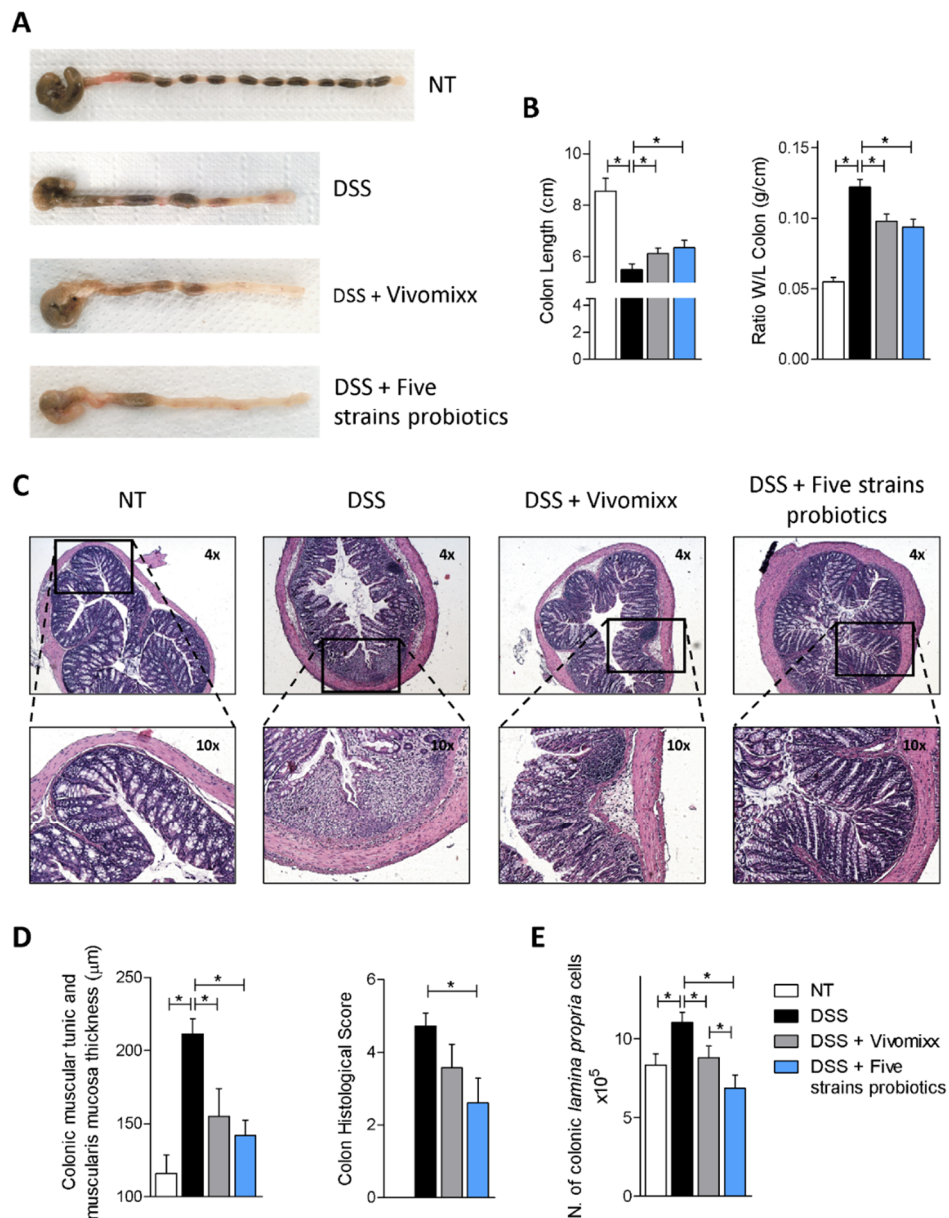 A
NT
DSS
DSS + Vivomixx
DSS + Five
strains probiotics
B
Colon Length (cm)
10
8
6
4
2
0
* * *
Ratio W/L Colon (g/cm)
0.15
0.10
0.05
0.00
* * *
C
NT
DSS
DSS + Vivomixx
DSS + Five strains
probiotics
4x
4x
4x
4x
10x
10x
10x
10x
D
Colonic muscular tunic and
muscularis mucosa thickness (μm)
250
200
150
100
* * *
Colon Histological Score
6
4
2
0
*
E
N. of colonic lamina propria cells
x10⁵
10
5
0
* * * *
NT
DSS
DSS + Vivomixx
DSS + Five
strains probiotics